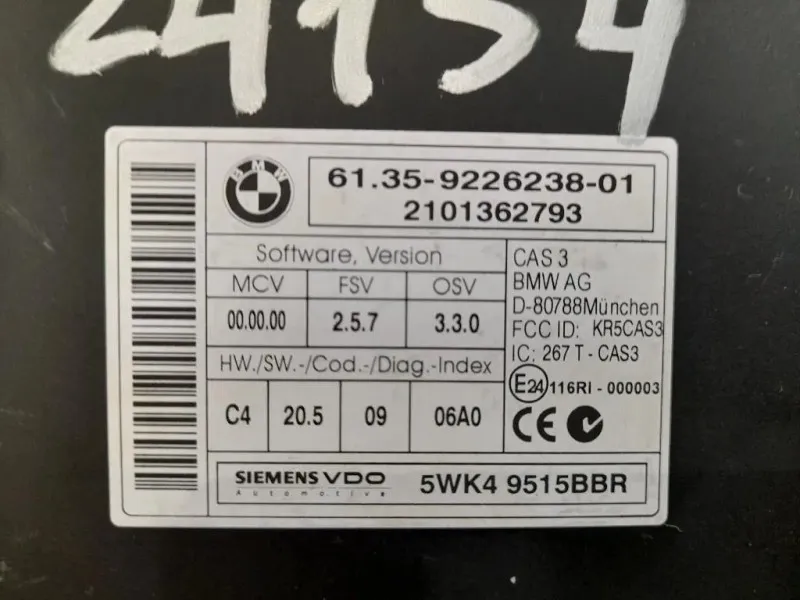 24154
BMW
61.35-9226238-01
2101362793
Software, Version
MCV FSV OSV
00.00.00 2.5.7 3.3.0
HW./SW.-/Cod.-/Diag.-Index
C4 20.5 09 06A0
CAS 3
BMW AG
D-80788München
FCC ID: KR5CAS3
IC: 267 T - CAS3
E24 116RI - 000003
CE
SIEMENS VDO
Automotive
5WK4 9515BBR